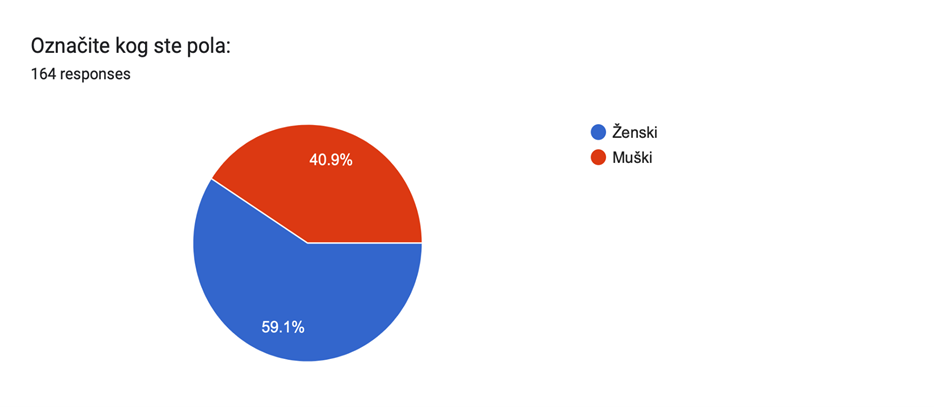 Označite kog ste pola:
164 responses
Ženski
Muški
40.9%
59.1%